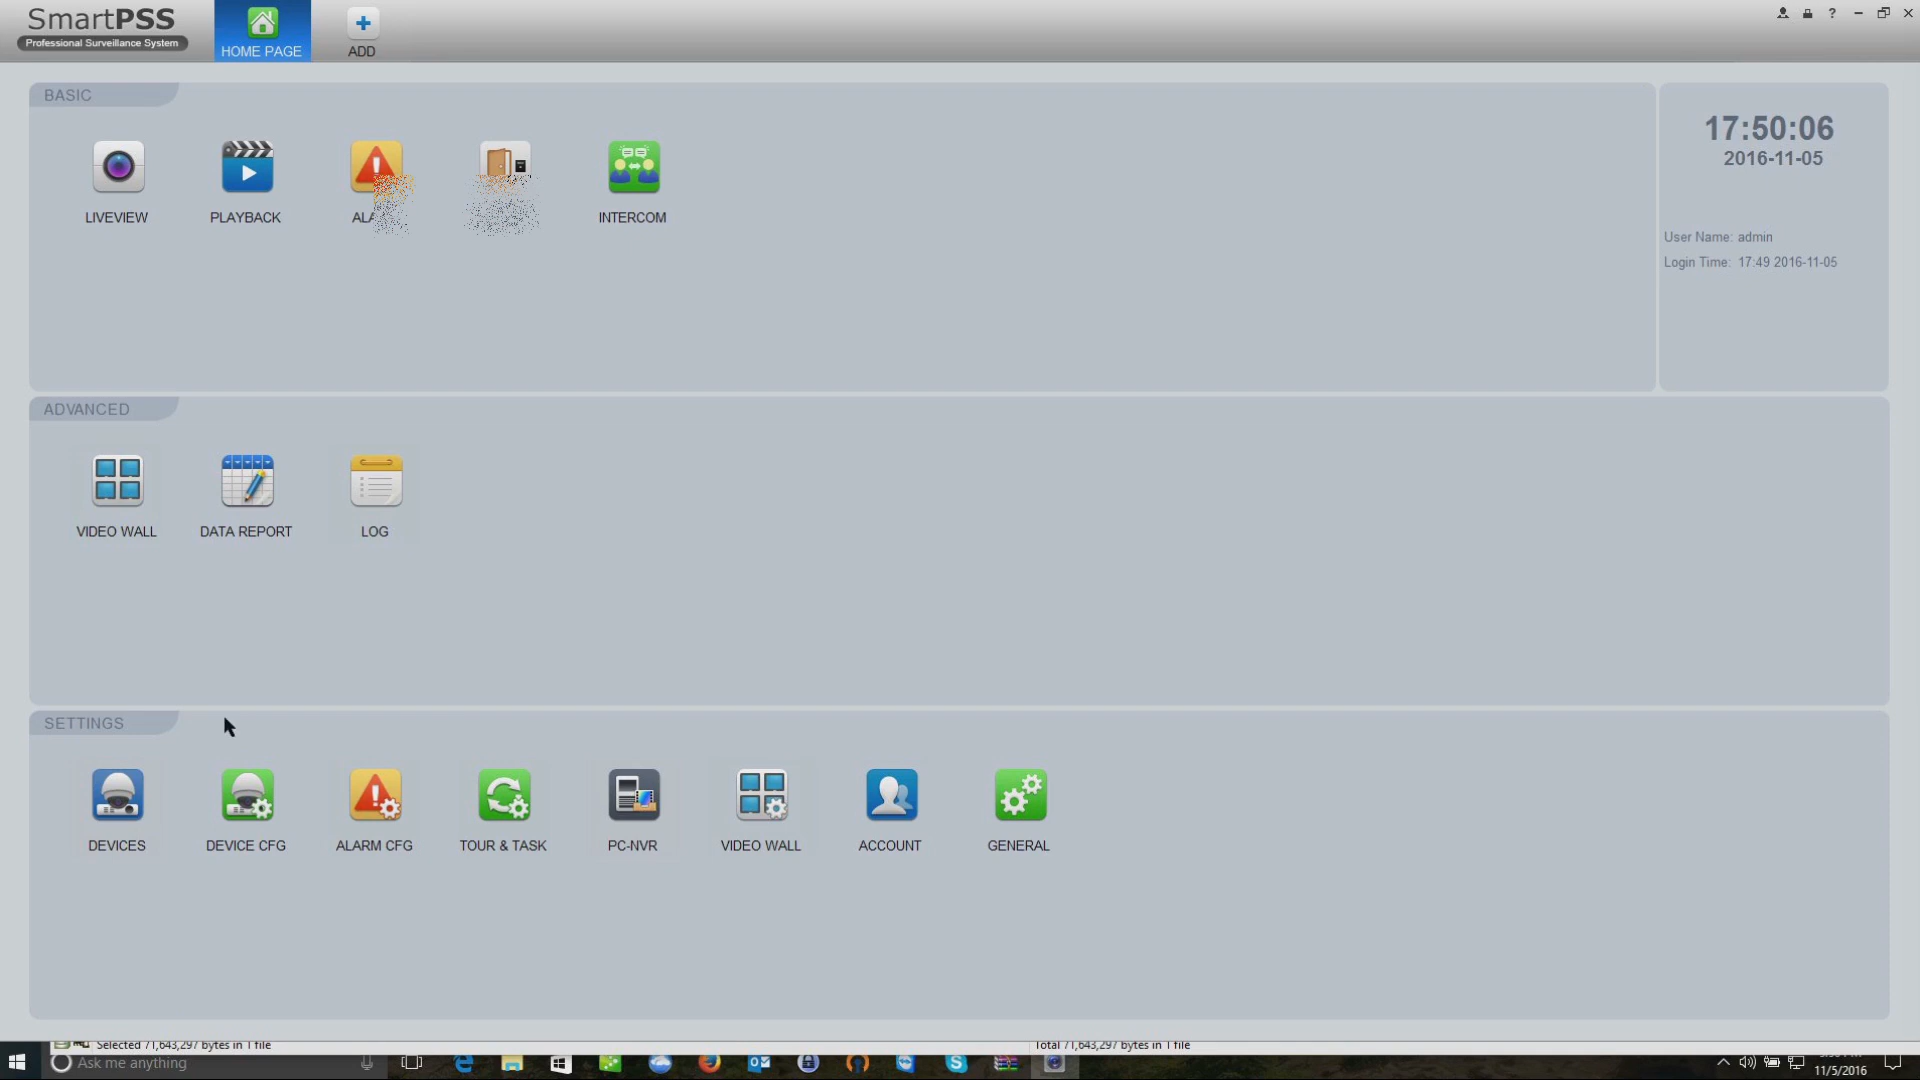 SmartPSS
Professional Surveillance System
HOME PAGE
ADD
?
BASIC
LIVEVIEW
PLAYBACK
INTERCOM
17:50:06
2016-11-05
User Name: admin
Login Time: 17:49 2016-11-05
ADVANCED
VIDEO WALL
DATA REPORT
LOG
SETTINGS
DEVICES
DEVICE CFG
ALARM CFG
TOUR & TASK
PC-NVR
VIDEO WALL
ACCOUNT
GENERAL
Selected 71,643,297 bytes in 1 file
Total 71,643,297 bytes in 1 file
Ask me anything
11/5/2016